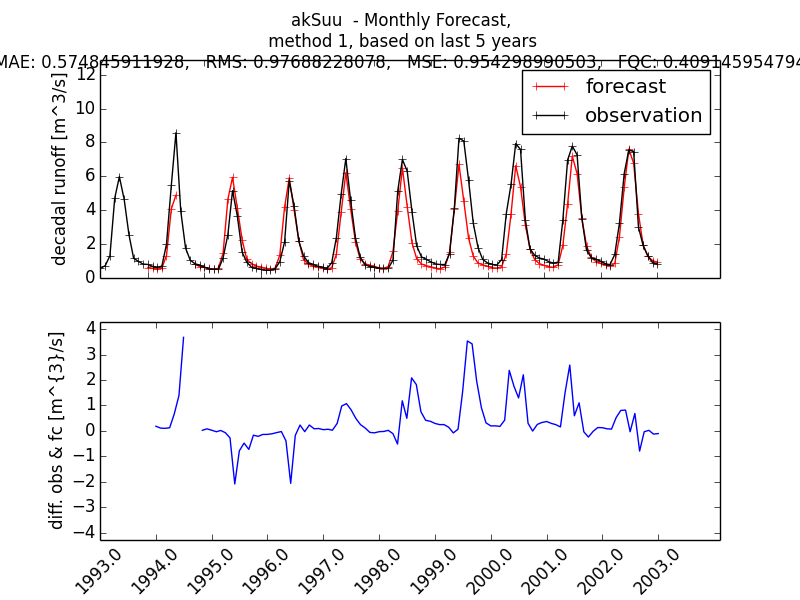 akSuu - Monthly Forecast,
method 1, based on last 5 years
MAE: 0.574845911928, RMS: 0.97688228078, MSE: 0.954298990503, FQC: 0.409145954794
decadal runoff [m^3/s]
12
10
8
6
4
2
0
forecast
observation
diff. obs & fc [m^{3}/s]
4
3
2
1
0
−1
−2
−3
−4
1993.0 1994.0 1995.0 1996.0 1997.0 1998.0 1999.0 2000.0 2001.0 2002.0 2003.0